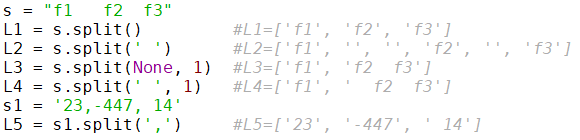 s = "f1   f2  f3"
L1 = s.split()         #L1=['f1', 'f2', 'f3']
L2 = s.split(' ')      #L2=['f1', '', '', 'f2', '', 'f3']
L3 = s.split(None, 1)  #L3=['f1', 'f2  f3']
L4 = s.split(' ', 1)   #L4=['f1', '  f2  f3']
s1 = '23,-447, 14'
L5 = s1.split(',')     #L5=['23', '-447', ' 14']